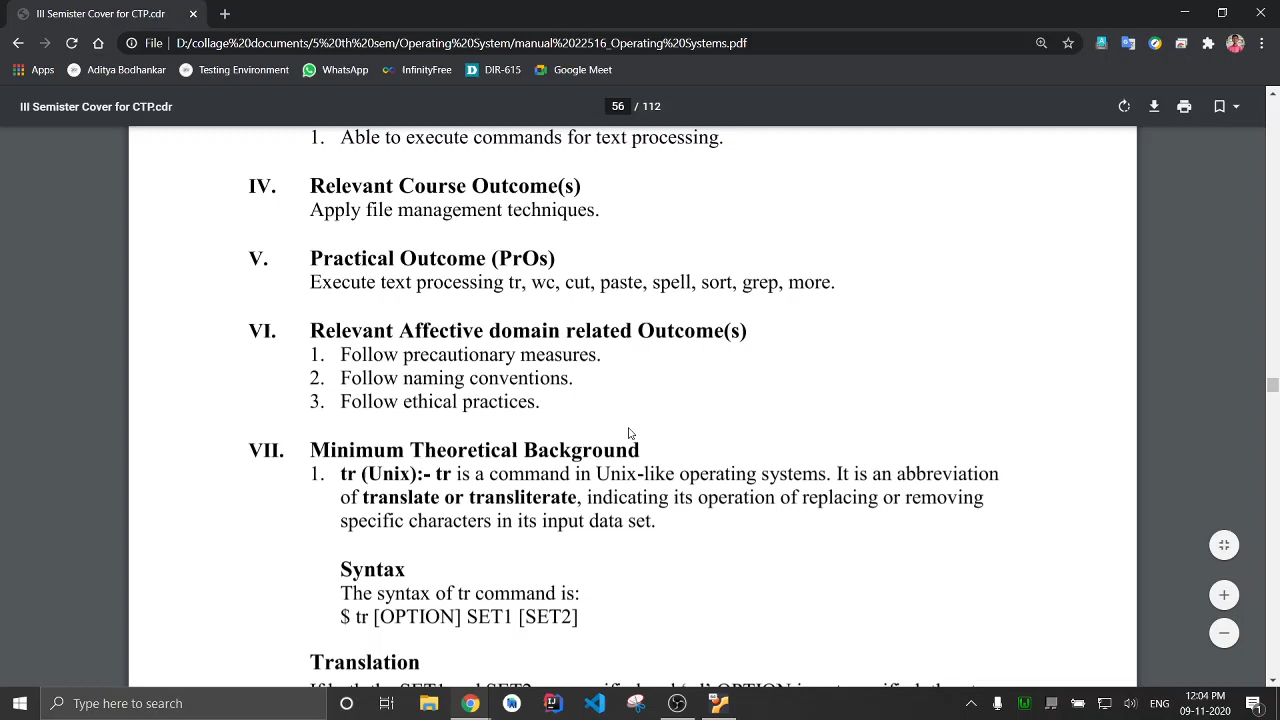 III Semister Cover for CTP.cdr
File D:/collage%20documents/5%20th%20sem/Operating%20System/manual%2022516_Operating%20Systems.pdf
Apps Aditya Bodhankar Testing Environment WhatsApp InfinityFree DIR-615 Google Meet
III Semister Cover for CTP.cdr 56 / 112
1. Able to execute commands for text processing.
IV. Relevant Course Outcome(s)
Apply file management techniques.
V. Practical Outcome (PrOs)
Execute text processing tr, wc, cut, paste, spell, sort, grep, more.
VI. Relevant Affective domain related Outcome(s)
1. Follow precautionary measures.
2. Follow naming conventions.
3. Follow ethical practices.
VII. Minimum Theoretical Background
1. tr (Unix):- tr is a command in Unix-like operating systems. It is an abbreviation
of translate or transliterate, indicating its operation of replacing or removing
specific characters in its input data set.
Syntax
The syntax of tr command is:
$ tr [OPTION] SET1 [SET2]
Translation
Type here to search
12:04 PM
09-11-2020